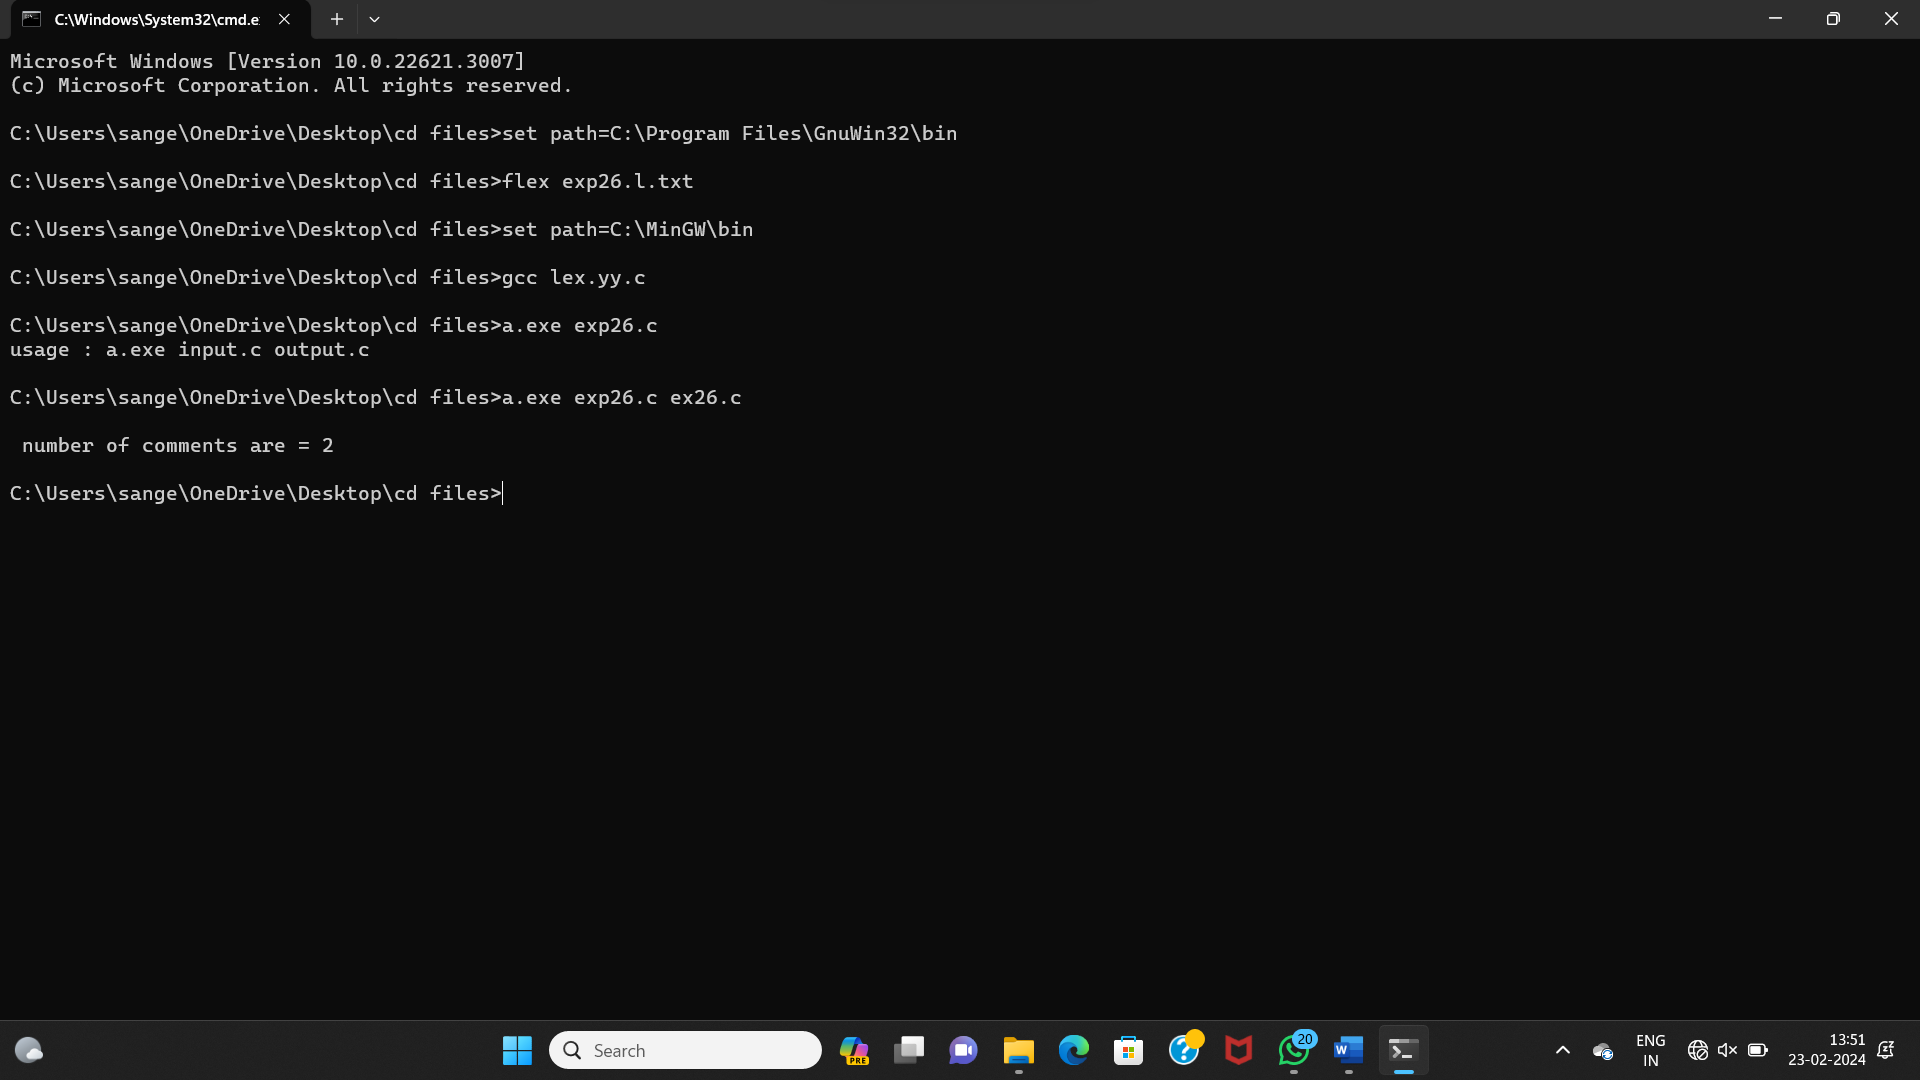 C:\Windows\System32\cmd.e
Microsoft Windows [Version 10.0.22621.3007]
(c) Microsoft Corporation. All rights reserved.
C:\Users\sange\OneDrive\Desktop\cd files>set path=C:\Program Files\GnuWin32\bin
C:\Users\sange\OneDrive\Desktop\cd files>flex exp26.l.txt
C:\Users\sange\OneDrive\Desktop\cd files>set path=C:\MinGW\bin
C:\Users\sange\OneDrive\Desktop\cd files>gcc lex.yy.c
C:\Users\sange\OneDrive\Desktop\cd files>a.exe exp26.c
usage : a.exe input.c output.c
C:\Users\sange\OneDrive\Desktop\cd files>a.exe exp26.c ex26.c
number of comments are = 2
C:\Users\sange\OneDrive\Desktop\cd files>
Search
PRE
20
W
ENG
IN
13:51
23-02-2024